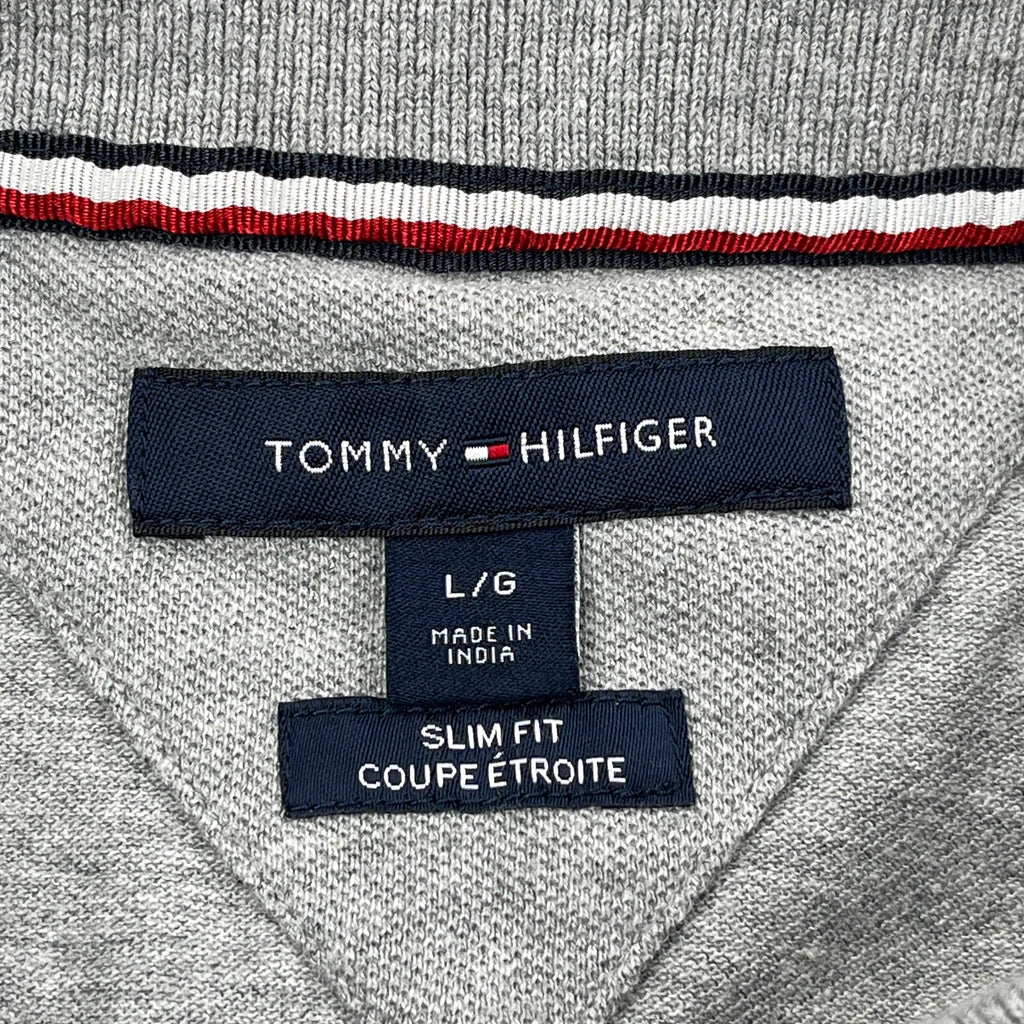 TOMMY HILFIGER
L/G
MADE IN
INDIA
SLIM FIT
COUPE ÉTROITE